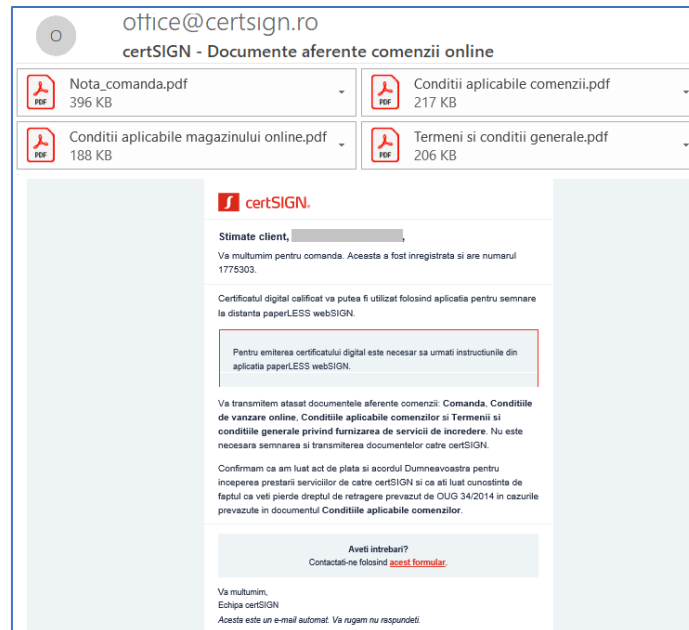 O
office@certsign.ro
certSIGN - Documente aferente comenzii online
PDF
Nota_comanda.pdf
396 KB
PDF
Conditii aplicabile comenzii.pdf
217 KB
PDF
Conditii aplicabile magazinului online.pdf
188 KB
PDF
Termeni si conditii generale.pdf
206 KB
certSIGN®
Stimate client, ,
Va multumim pentru comanda. Aceasta a fost inregistrata si are numarul
1775303.
Certificatul digital calificat va putea fi utilizat folosind aplicatia pentru semnare
la distanta paperLESS webSIGN.
Pentru emiterea certificatului digital este necesar sa urmati instructiunile din
aplicatia paperLESS webSIGN.
Va transmitem atasat documentele aferente comenzii: Comanda, Conditiile
de vanzare online, Conditiile aplicabile comenzilor si Termenii si
conditiile generale privind furnizarea de servicii de incredere. Nu este
necesara semnarea si transmiterea documentelor catre certSIGN.
Confirmam ca am luat act de plata si acordul Dumneavoastra pentru
inceperea prestarii serviciilor de catre certSIGN si ca ati luat cunostinta de
faptul ca veti pierde dreptul de retragere prevazut de OUG 34/2014 in cazurile
prevazute in documentul Conditiile aplicabile comenzilor.
Aveti intrebari?
Contactati-ne folosind acest formular.
Va multumim,
Echipa certSIGN
Acesta este un e-mail automat. Va rugam nu raspundeti.